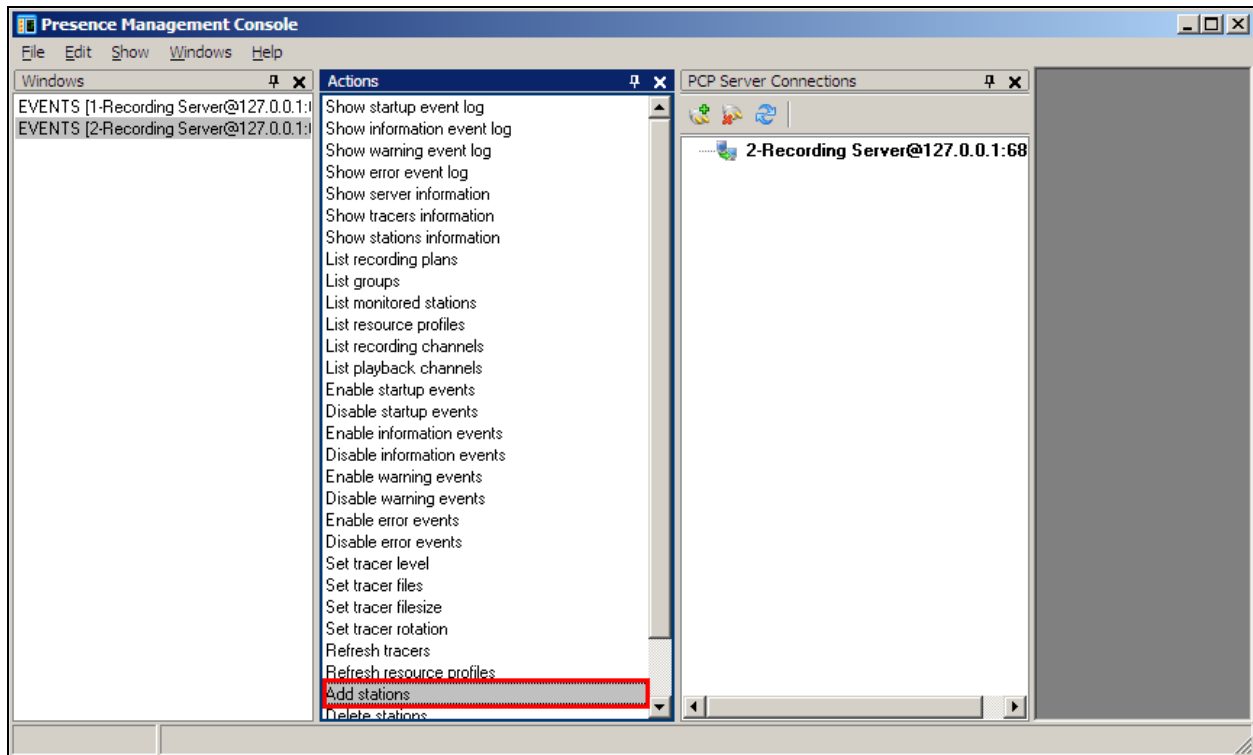 Presence Management Console
File Edit Show Windows Help
Windows
EVENTS [1-Recording Server@127.0.0.1:
EVENTS [2-Recording Server@127.0.0.1:
Actions
Show startup event log
Show information event log
Show warning event log
Show error event log
Show server information
Show tracers information
Show stations information
List recording plans
List groups
List monitored stations
List resource profiles
List recording channels
List playback channels
Enable startup events
Disable startup events
Enable information events
Disable information events
Enable warning events
Disable warning events
Enable error events
Disable error events
Set tracer level
Set tracer files
Set tracer filesize
Set tracer rotation
Refresh tracers
Refresh resource profiles
Add stations
Delete stations
PCP Server Connections
2-Recording Server@127.0.0.1:68